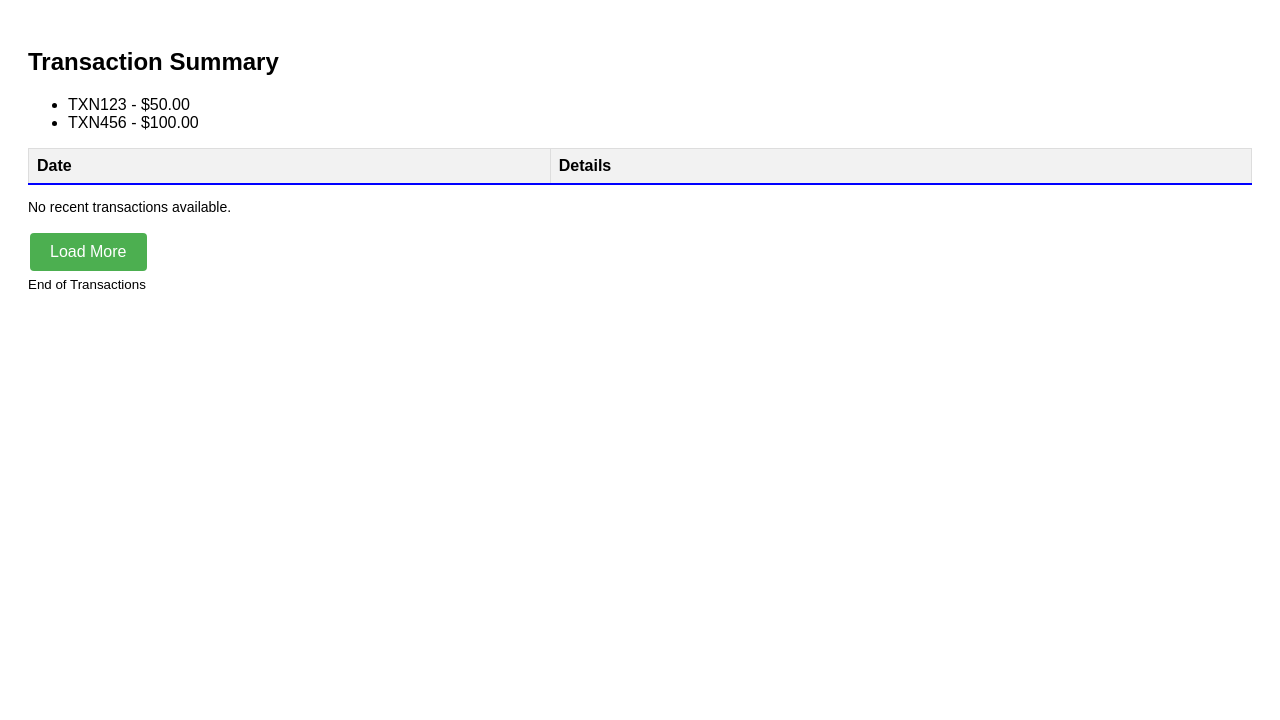 Transaction Summary
TXN123 - $50.00
TXN456 - $100.00
Date Details
No recent transactions available.
Load More
End of Transactions